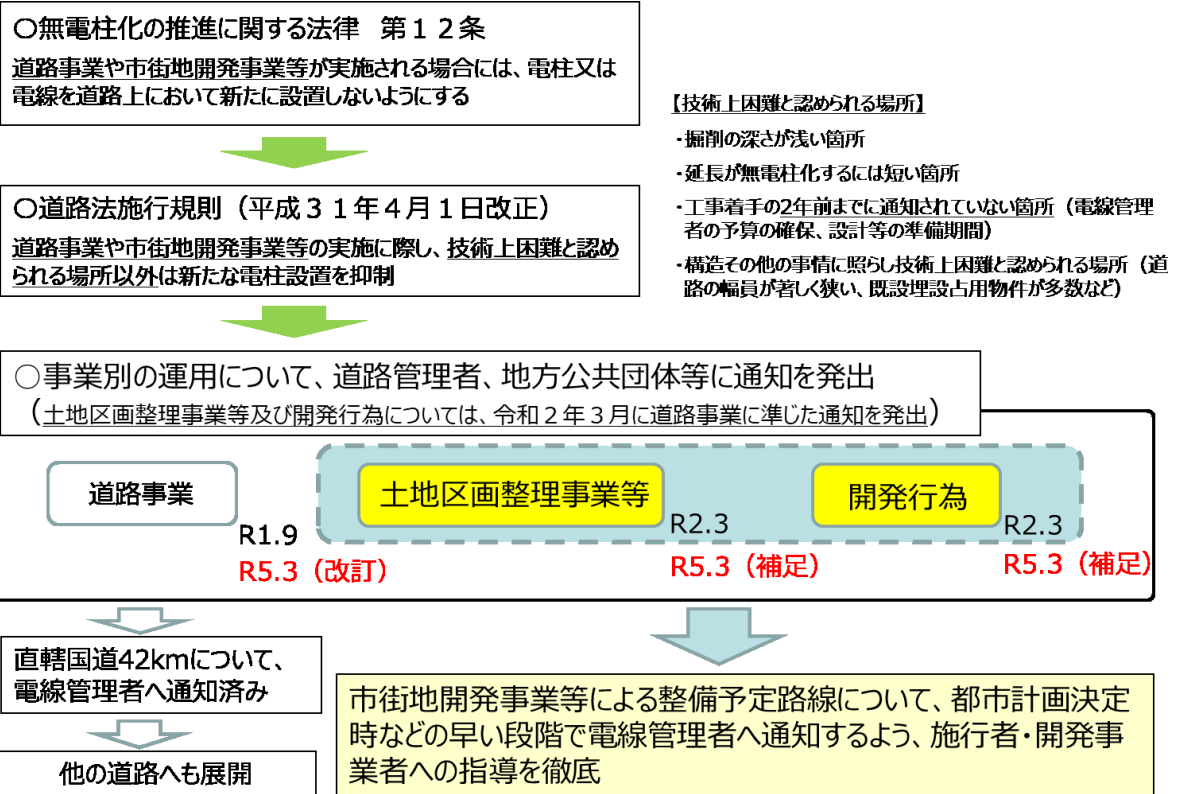 〇無電柱化の推進に関する法律　第１２条
道路事業や市街地開発事業等が実施される場合には、電柱又は
電線を道路上において新たに設置しないようにする
【技術上困難と認められる場所】
・掘削の深さが浅い箇所
・延長が無電柱化するには短い箇所
・工事着手の2年前までに通知されていない箇所（電線管理
者の予算の確保、設計等の準備期間）
・構造その他の事情に照らし技術上困難と認められる場所（道
路の幅員が著しく狭い、既設埋設占用物件が多数など）
〇道路法施行規則（平成３１年４月１日改正）
道路事業や市街地開発事業等の実施に際し、技術上困難と認め
られる場所以外は新たな電柱設置を抑制
○事業別の運用について、道路管理者、地方公共団体等に通知を発出
（土地区画整理事業等及び開発行為については、令和２年３月に道路事業に準じた通知を発出）
道路事業
R1.9
R5.3（改訂）
土地区画整理事業等
R2.3
R5.3（補足）
開発行為
R2.3
R5.3（補足）
直轄国道42kmについて、
電線管理者へ通知済み
他の道路へも展開
市街地開発事業等による整備予定路線について、都市計画決定
時などの早い段階で電線管理者へ通知するよう、施行者・開発事
業者への指導を徹底